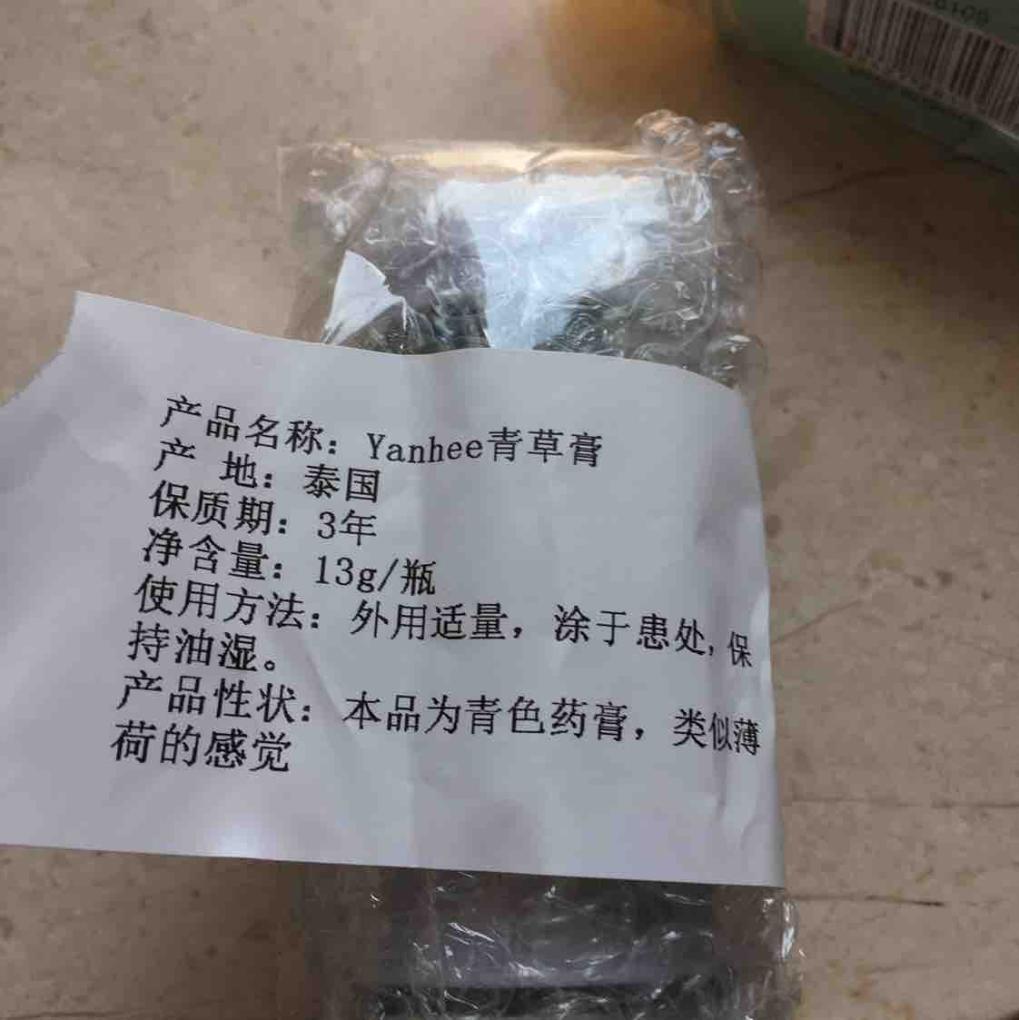 产品名称：Yanhee青草膏
产 地：泰国
保质期：3年
净含量：13g/瓶
使用方法：外用适量，涂于患处,保
持油湿。
产品性状：本品为青色药膏，类似薄
荷的感觉